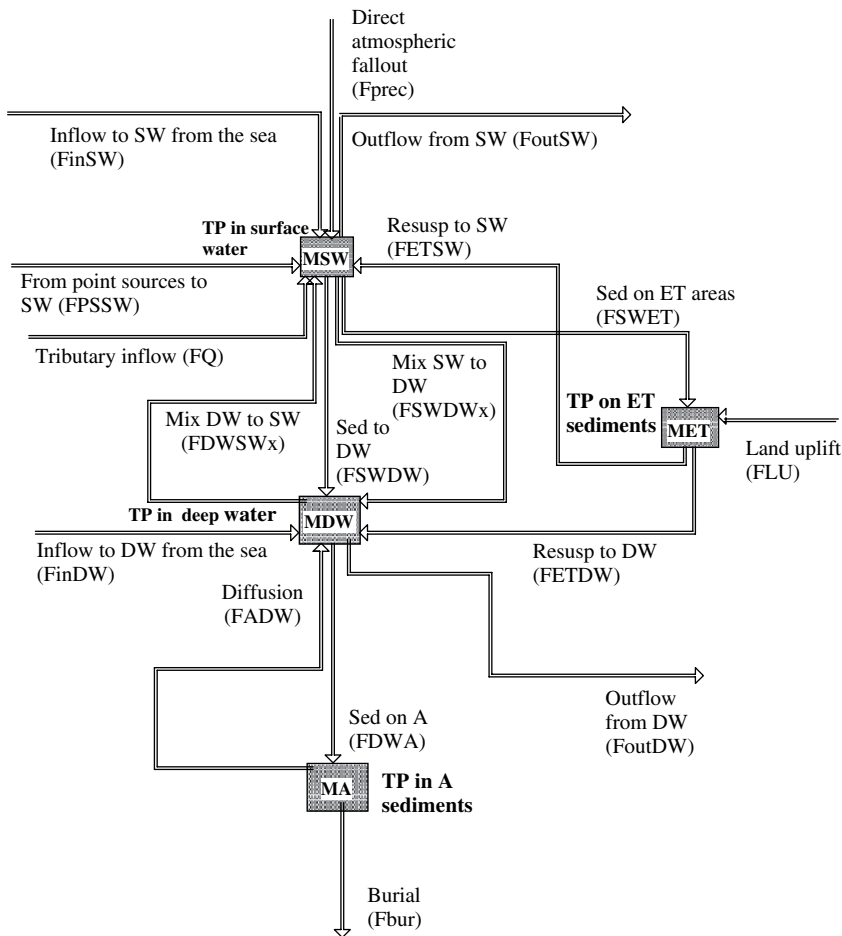 Direct
atmospheric
fallout
(Fprec)
Inflow to SW from the sea
(FinSW)
Outflow from SW (FoutSW)
TP in surface
water
MSW
Resusp to SW
(FETSW)
From point sources to
SW (FPSSW)
Sed on ET areas
(FSWET)
Tributary inflow (FQ)
Mix SW to
DW
(FSWDWx)
Mix DW to SW
(FDWSWx)
Sed to
DW
(FSWDW)
TP on ET
sediments
MET
Land uplift
(FLU)
TP in deep water
MDW
Inflow to DW from the sea
(FinDW)
Resusp to DW
(FETDW)
Diffusion
(FADW)
Outflow
from DW
(FoutDW)
Sed on A
(FDWA)
MA
TP in A
sediments
Burial
(Fbur)